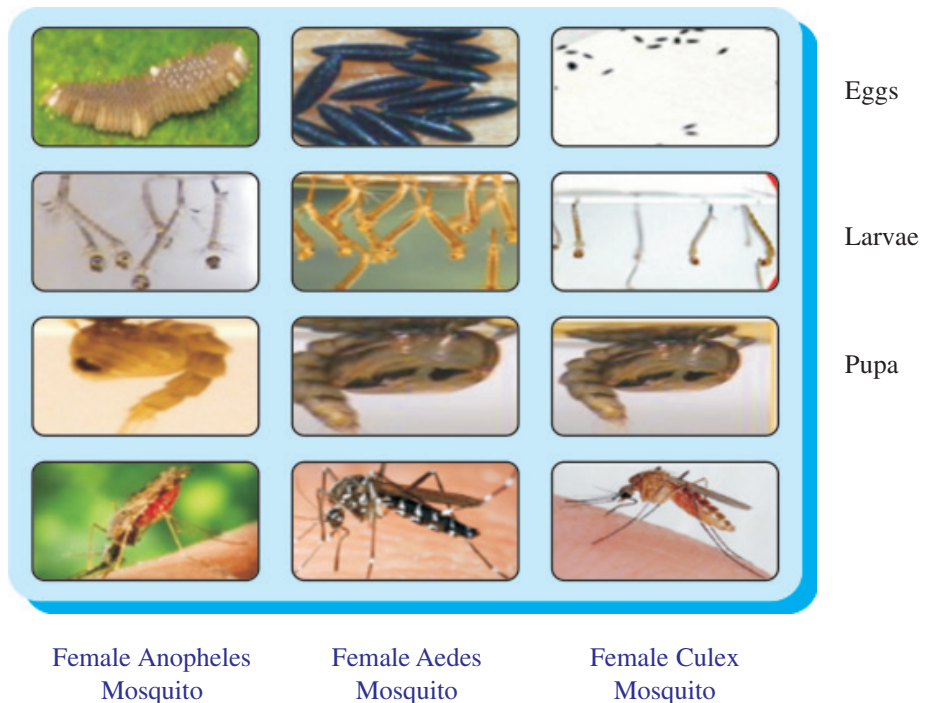 Eggs
Larvae
Pupa
Female Anopheles
Mosquito
Female Aedes
Mosquito
Female Culex
Mosquito